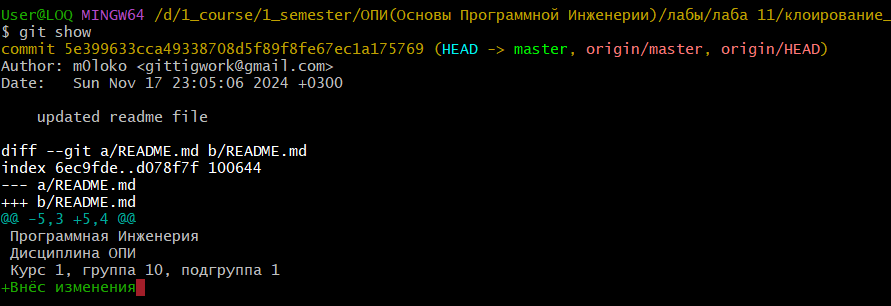 User@LOQ MINGW64 /d/1_course/1_semester/ОПИ(Основы Программной Инженерии)/лабы/лаба 11/клоирование_
$ git show
commit 5e399633cca49338708d5f89f8fe67ec1a175769 (HEAD -> master, origin/master, origin/HEAD)
Author: m0loko <gittigwork@gmail.com>
Date:   Sun Nov 17 23:05:06 2024 +0300

    updated readme file

diff --git a/README.md b/README.md
index 6ec9fde..d078f7f 100644
--- a/README.md
+++ b/README.md
@@ -5,3 +5,4 @@
 Программная Инженерия
 Дисциплина ОПИ
 Курс 1, группа 10, подгруппа 1
+Внёс изменения